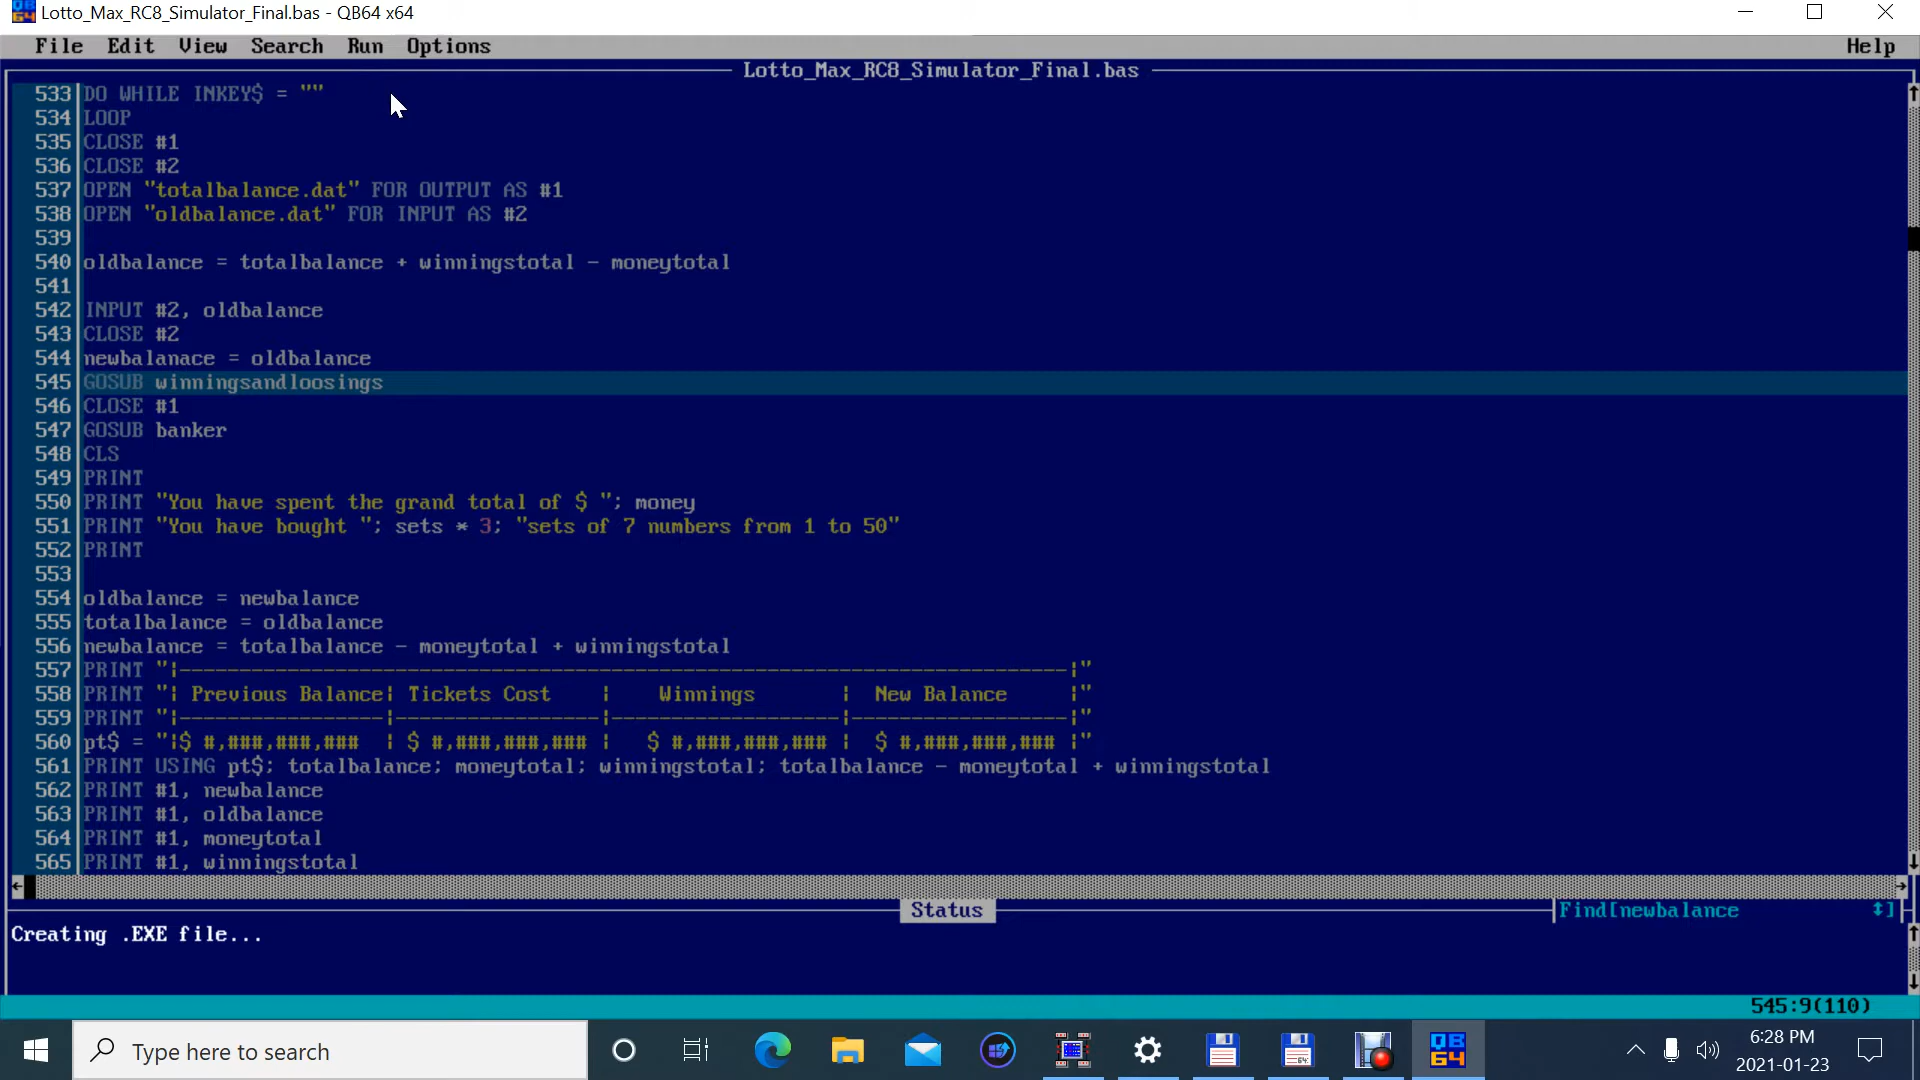 Lotto_Max_RC8_Simulator_Final.bas - QB64 x64
File Edit View Search Run Options Help
Lotto_Max_RC8_Simulator_Final.bas
533 DO WHILE INKEY$ = ""
534 LOOP
535 CLOSE #1
536 CLOSE #2
537 OPEN "totalbalance.dat" FOR OUTPUT AS #1
538 OPEN "oldbalance.dat" FOR INPUT AS #2
539
540 oldbalance = totalbalance + winningstotal - moneytotal
541
542 INPUT #2, oldbalance
543 CLOSE #2
544 newbalanace = oldbalance
545 GOSUB winningsandloosings
546 CLOSE #1
547 GOSUB banker
548 CLS
549 PRINT
550 PRINT "You have spent the grand total of $ "; money
551 PRINT "You have bought "; sets * 3; "sets of 7 numbers from 1 to 50"
552 PRINT
553
554 oldbalance = newbalance
555 totalbalance = oldbalance
556 newbalance = totalbalance - moneytotal + winningstotal
557 PRINT "¦--------------------------------------------------------------------------¦"
558 PRINT "¦ Previous Balance¦ Tickets Cost    ¦    Winnings       ¦  New Balance     ¦"
559 PRINT "¦-----------------¦-----------------¦-------------------¦------------------¦"
560 pt$ = "¦$ #,###,###,###  ¦ $ #,###,###,### ¦   $ #,###,###,### ¦  $ #,###,###,### ¦"
561 PRINT USING pt$; totalbalance; moneytotal; winningstotal; totalbalance - moneytotal + winningstotal
562 PRINT #1, newbalance
563 PRINT #1, oldbalance
564 PRINT #1, moneytotal
565 PRINT #1, winningstotal
Status
Find[newbalance ]
Creating .EXE file...
545:9(110)
QB64
Type here to search
64
QB64
6:28 PM
2021-01-23